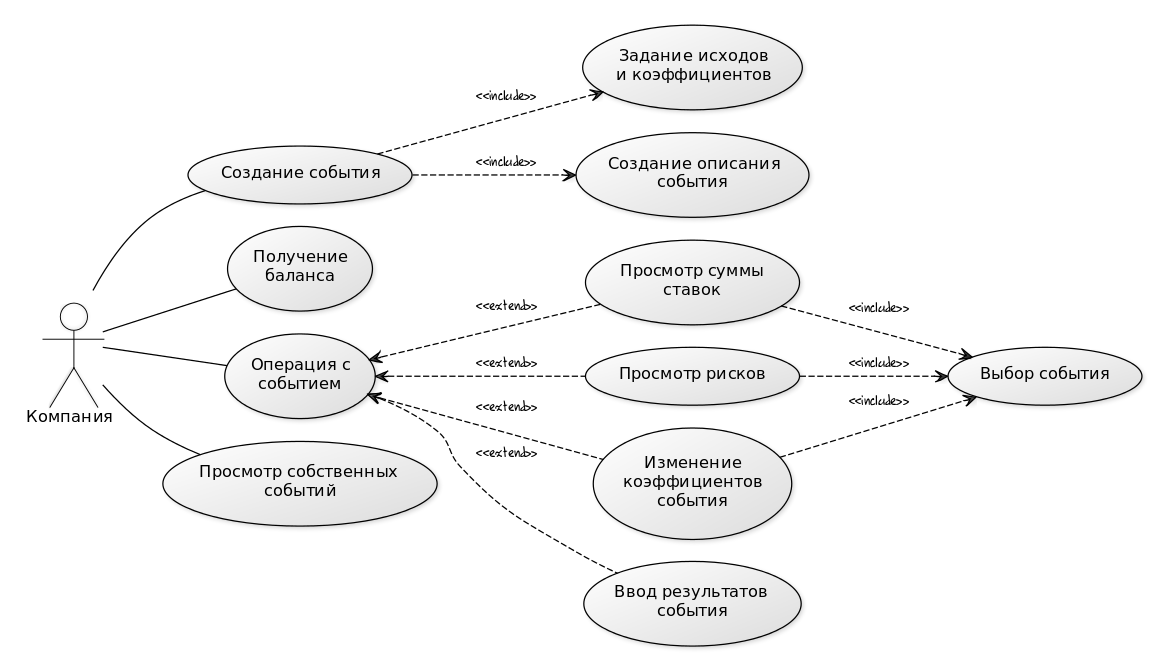 Задание исходов
и коэффициентов
<<include>>
Создание описания
события
<<include>>
Создание события
Получение
баланса
Просмотр суммы
ставок
<<extend>>
<<include>>
Операция с
событием
<<extend>>
Просмотр рисков
<<include>>
Выбор события
<<extend>>
<<include>>
Компания
<<extend>>
Изменение
коэффициентов
события
Просмотр собственных
событий
Ввод результатов
события